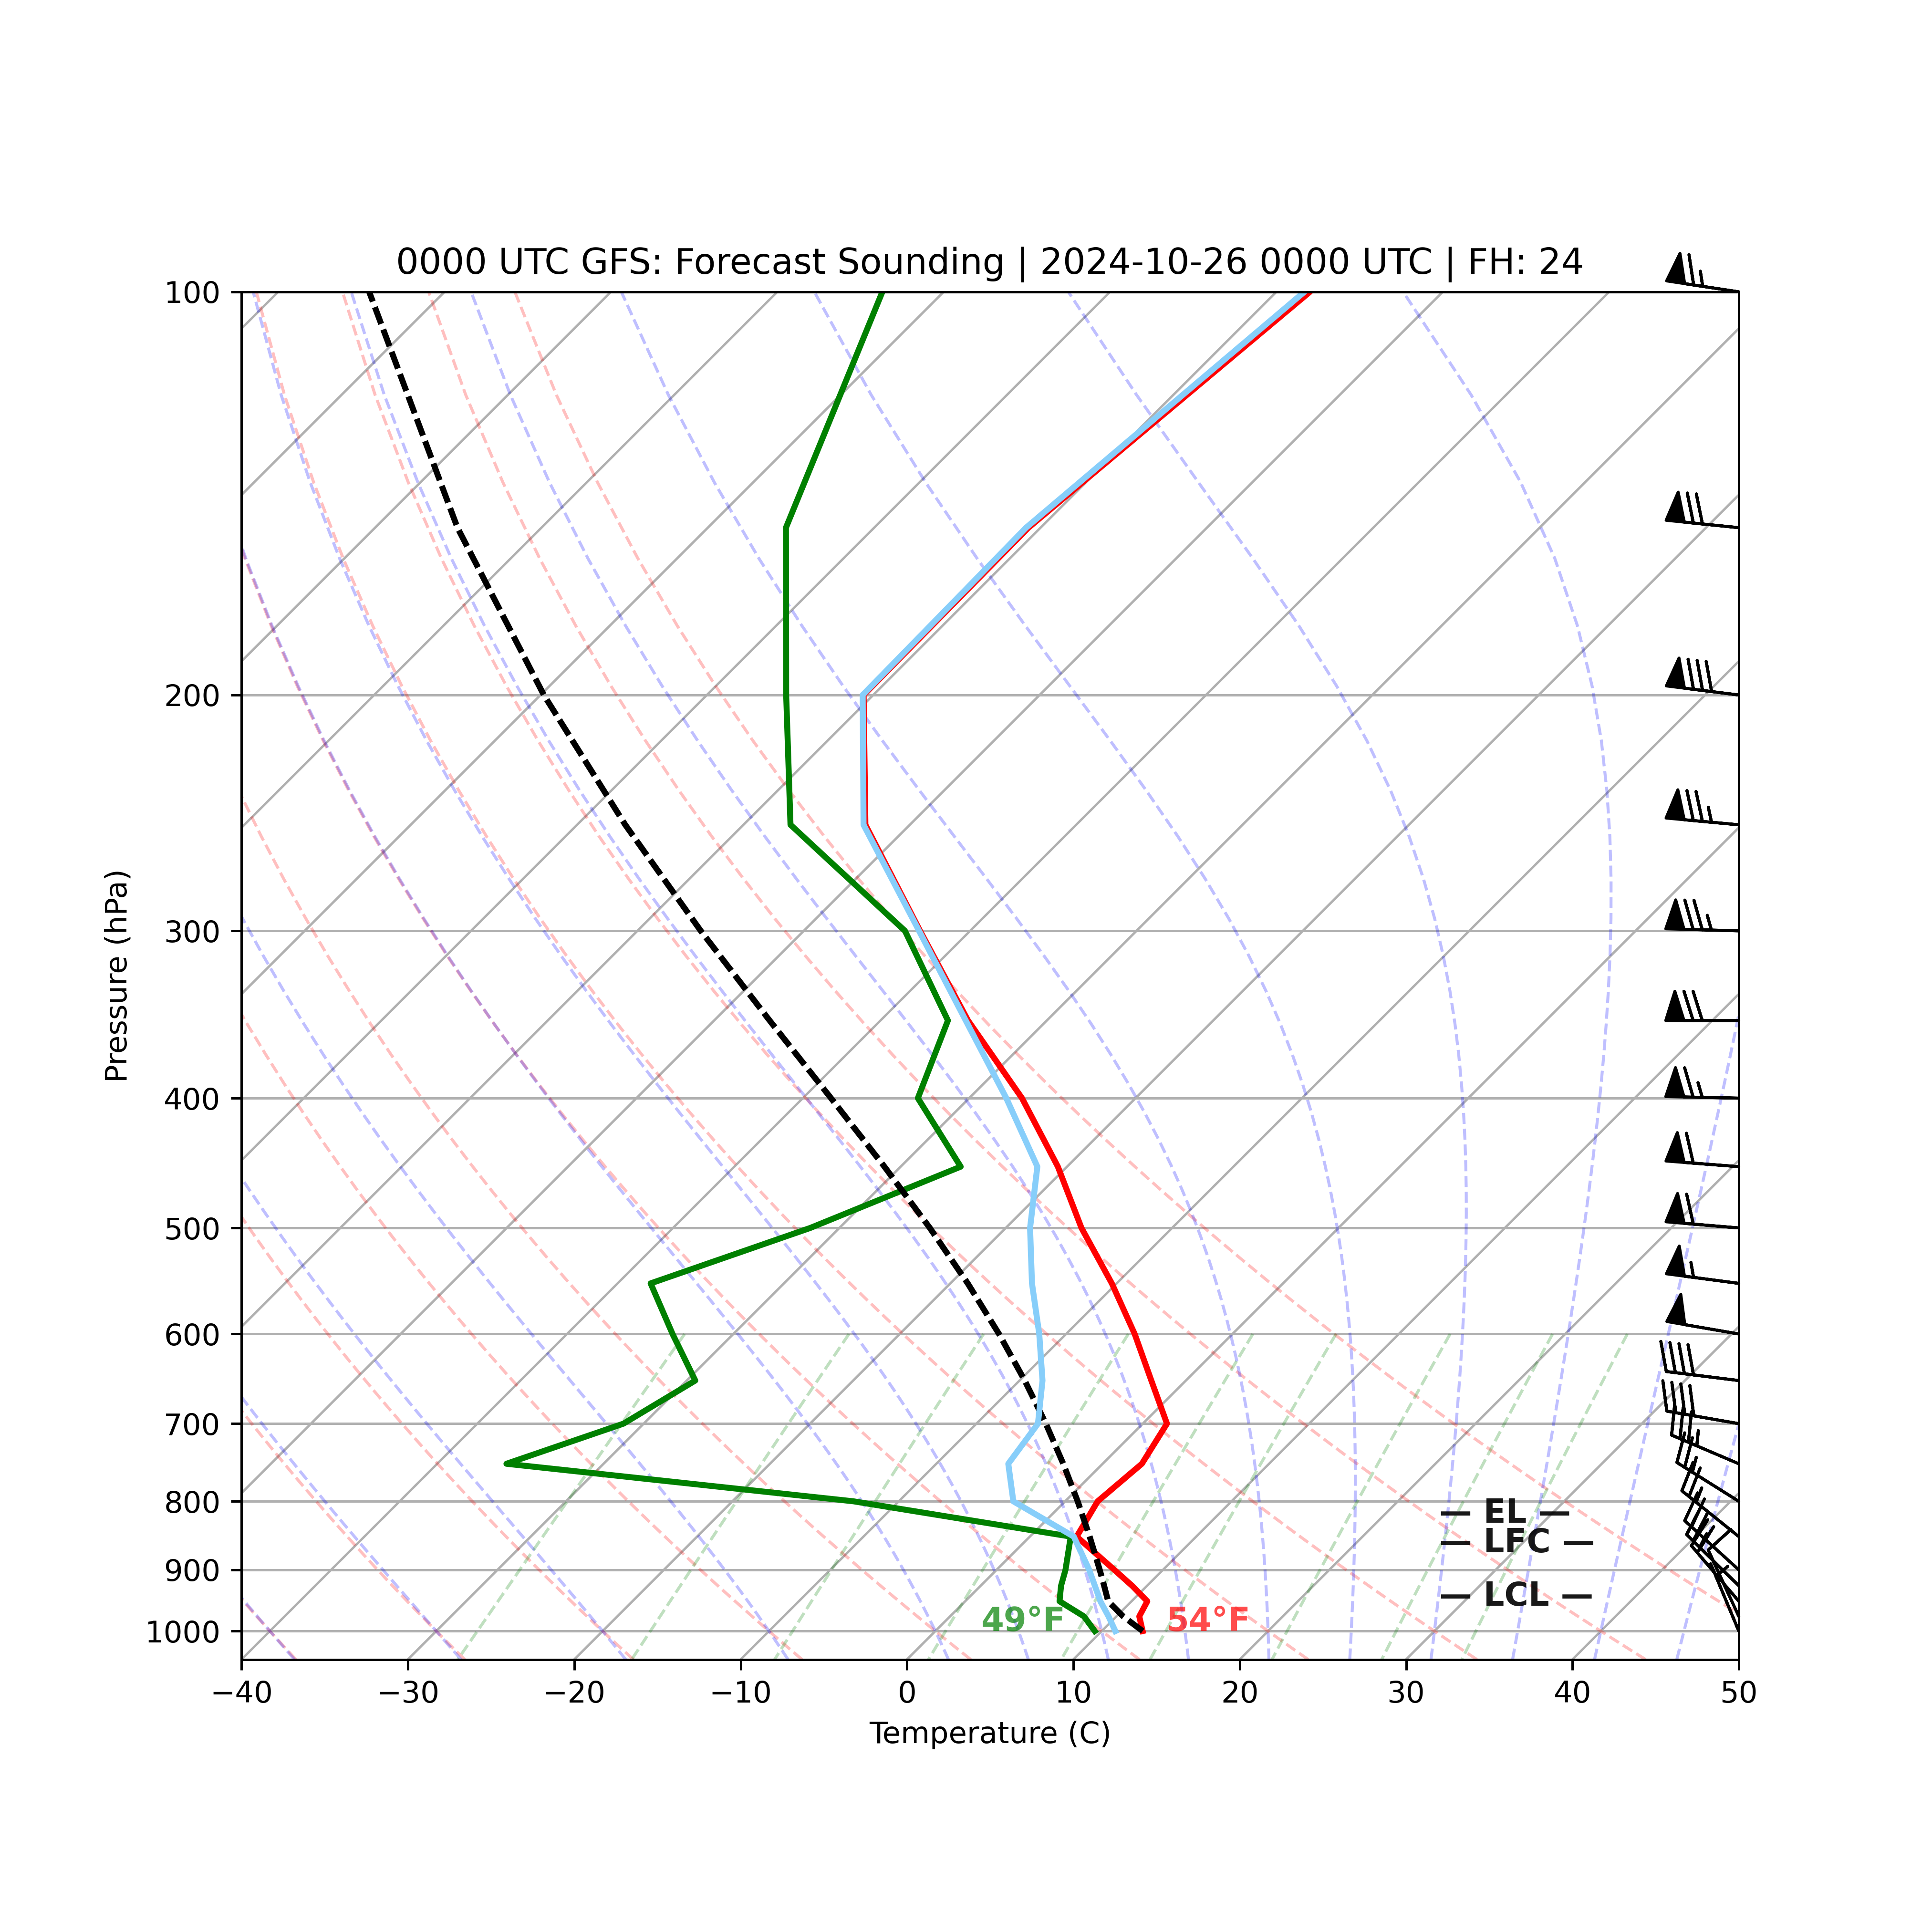 0000 UTC GFS: Forecast Sounding | 2024-10-26 0000 UTC | FH: 24
100
200
300
400
500
600
700
800
900
1000
Pressure (hPa)
— EL —
— LFC —
— LCL —
49°F
54°F
−40 −30 −20 −10 0 10 20 30 40 50
Temperature (C)